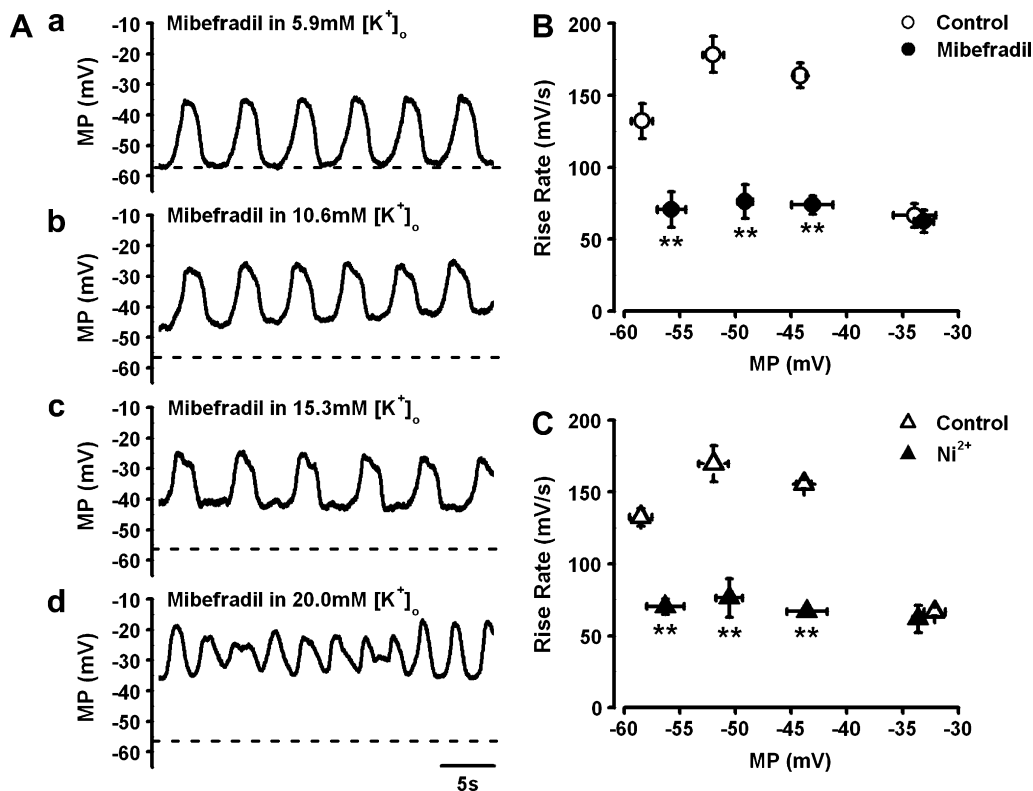 A
a
Mibefradil in 5.9mM [K⁺]ₒ
MP (mV)
-10
-20
-30
-40
-50
-60
b
Mibefradil in 10.6mM [K⁺]ₒ
MP (mV)
-10
-20
-30
-40
-50
-60
c
Mibefradil in 15.3mM [K⁺]ₒ
MP (mV)
-10
-20
-30
-40
-50
-60
d
Mibefradil in 20.0mM [K⁺]ₒ
MP (mV)
-10
-20
-30
-40
-50
-60
5s
B
Control
Mibefradil
Rise Rate (mV/s)
200
150
100
50
0
** ** **
-60 -55 -50 -45 -40 -35 -30
MP (mV)
C
Control
Ni²⁺
Rise Rate (mV/s)
200
150
100
50
0
** ** **
-60 -55 -50 -45 -40 -35 -30
MP (mV)